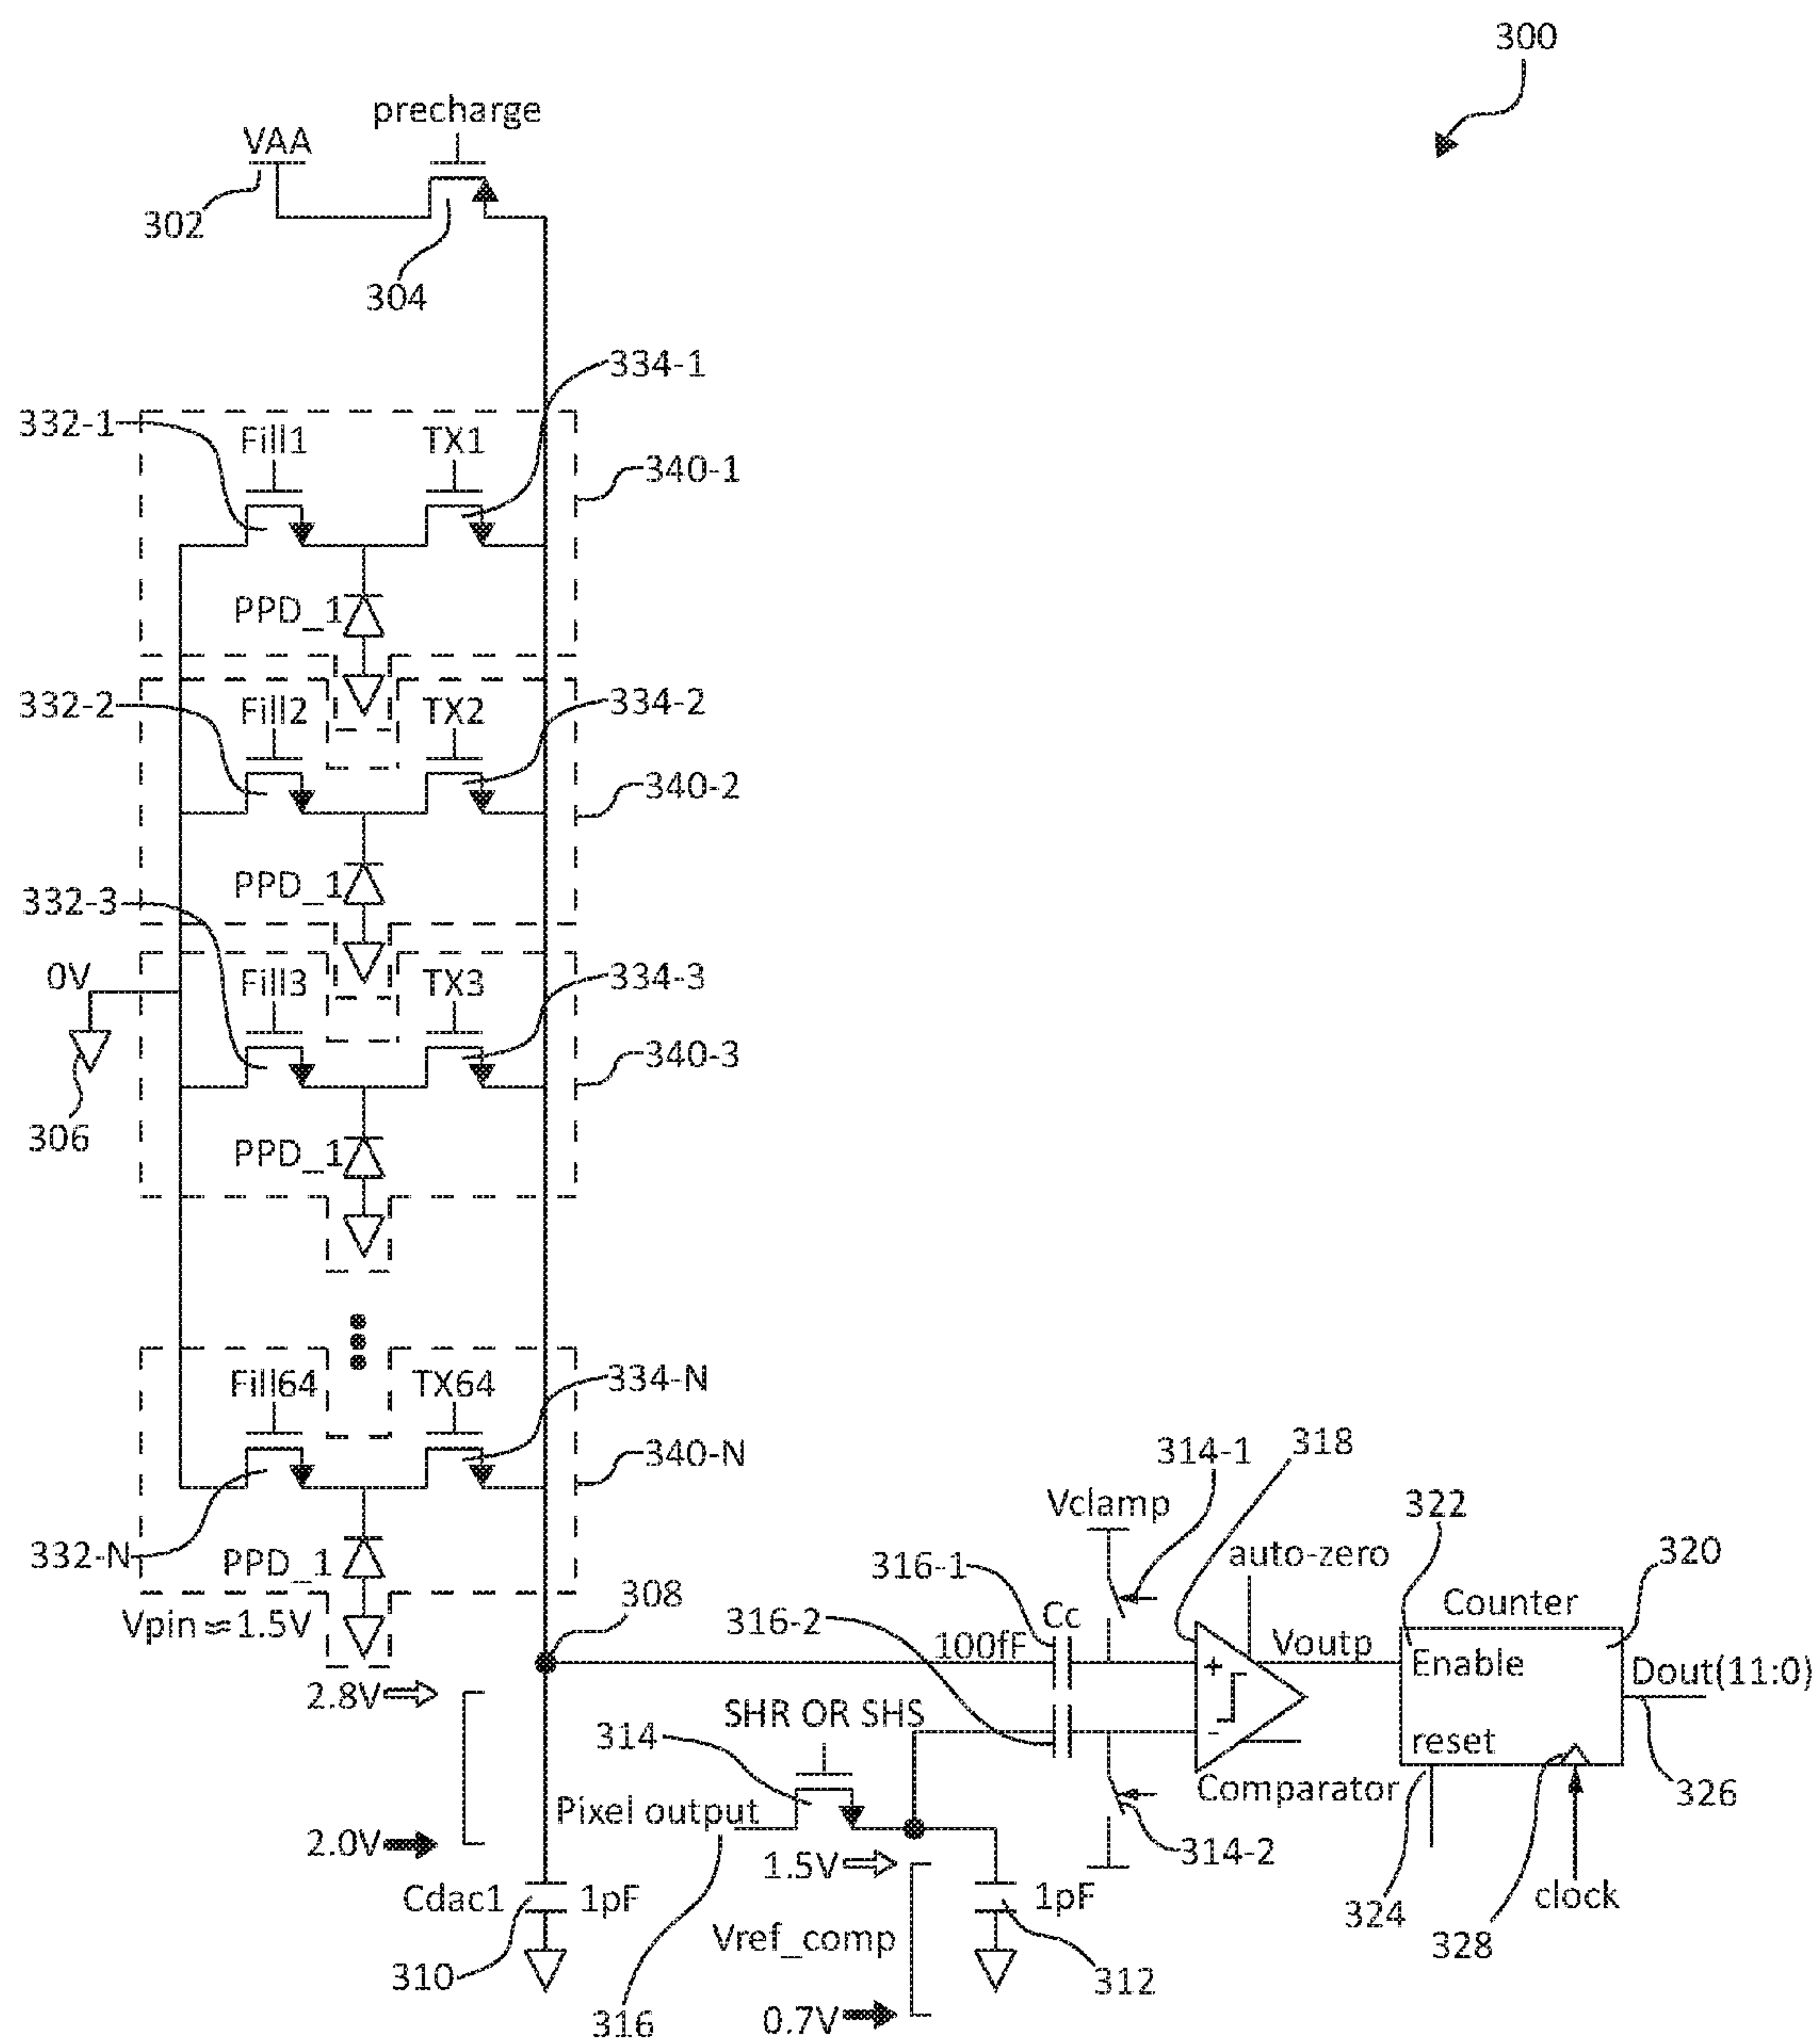 300
precharge
VAA
302
304
334-1
332-1
Fill1 TX1
340-1
PPD_1
332-2
Fill2 TX2
334-2
340-2
PPD_1
332-3
0V
Fill3 TX3
334-3
340-3
306
PPD_1
Fill64 TX64
334-N
340-N
332-N
PPD_1
Vpin≈1.5V
308
2.8V
2.0V
Cdac1 1pF
310
Vclamp
314-1
318
316-1
316-2
Cc
100fF
auto-zero
322
320
Counter
+
-
Voutp
Enable
Dout(11:0)
reset
326
SHR OR SHS
314
Pixel output
Comparator
314-2
1.5V
1pF
Vref_comp
312
316
0.7V
324
328
clock